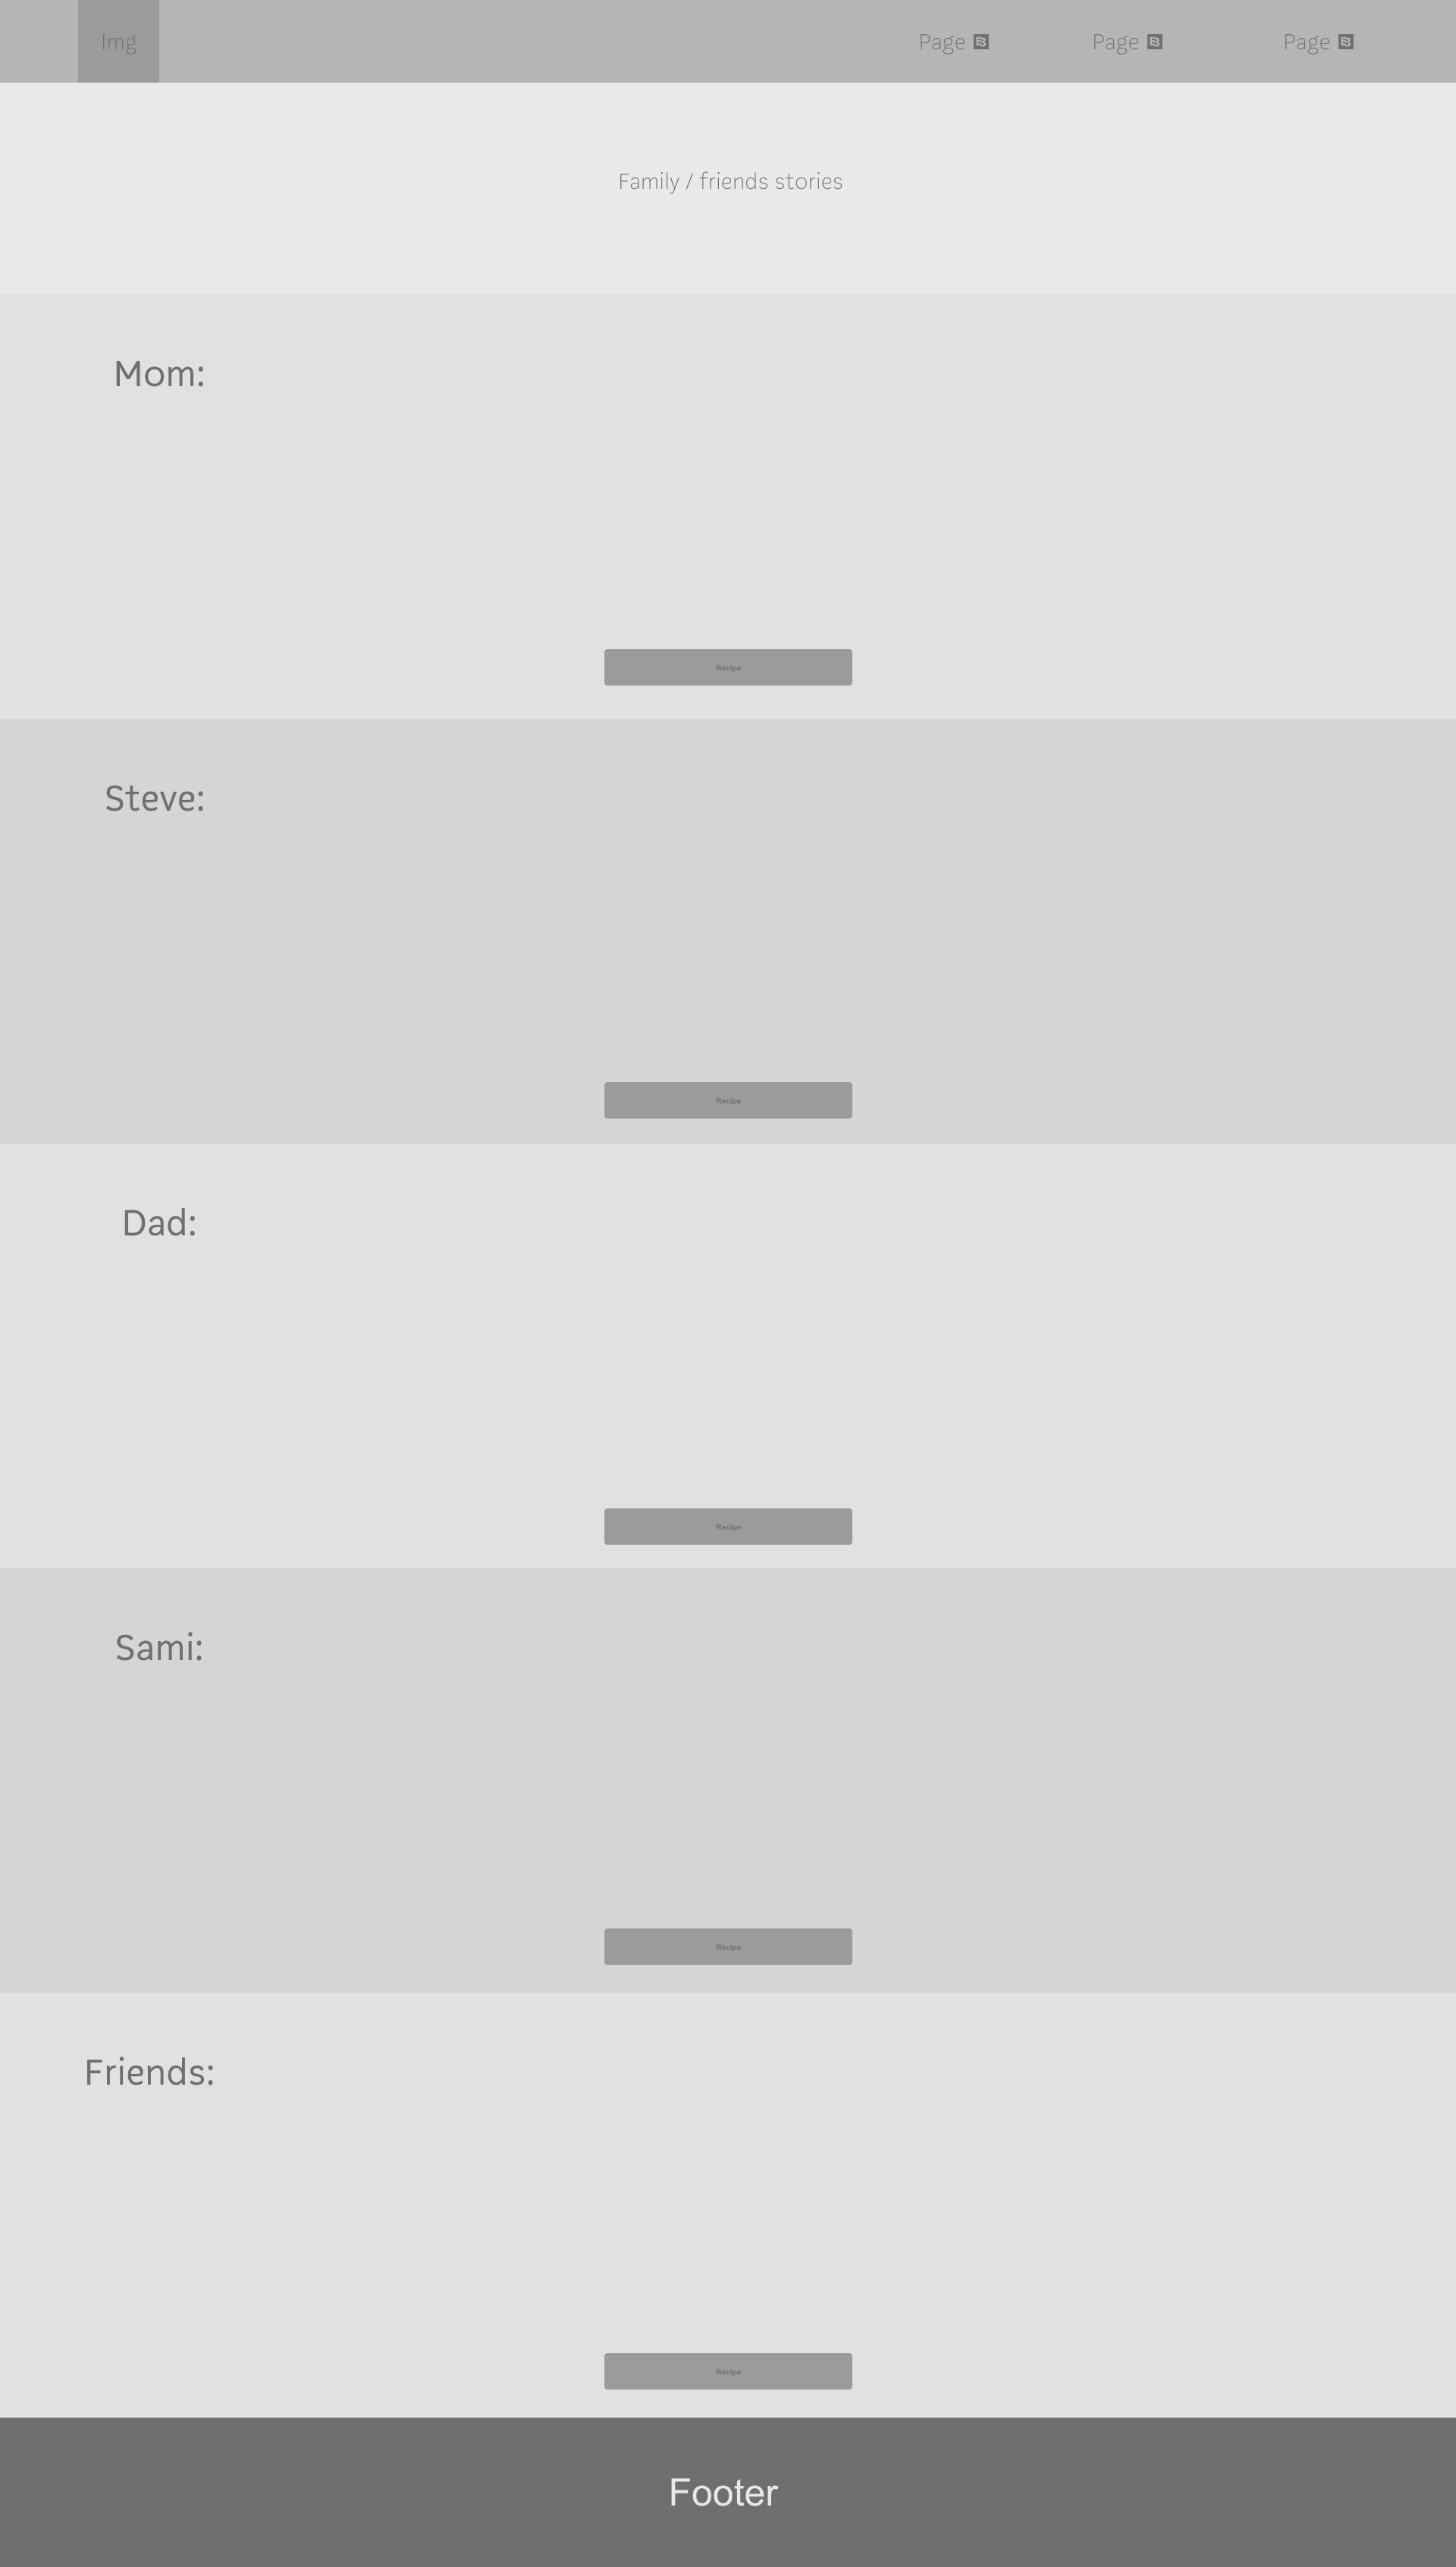 Img
Page
Page
Page
Family / friends stories
Mom:
Recipe
Steve:
Recipe
Dad:
Recipe
Sami:
Recipe
Friends:
Recipe
Footer